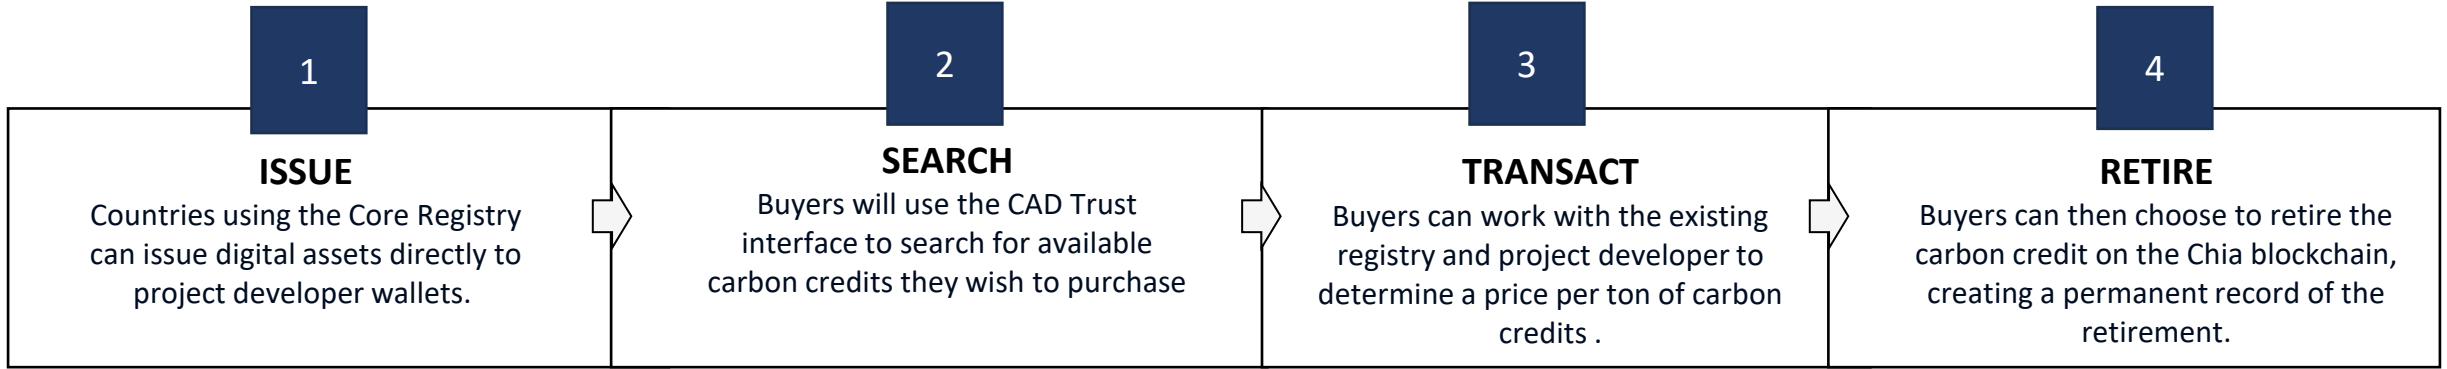 1
ISSUE
Countries using the Core Registry
can issue digital assets directly to
project developer wallets.
2
SEARCH
Buyers will use the CAD Trust
interface to search for available
carbon credits they wish to purchase
3
TRANSACT
Buyers can work with the existing
registry and project developer to
determine a price per ton of carbon
credits .
4
RETIRE
Buyers can then choose to retire the
carbon credit on the Chia blockchain,
creating a permanent record of the
retirement.